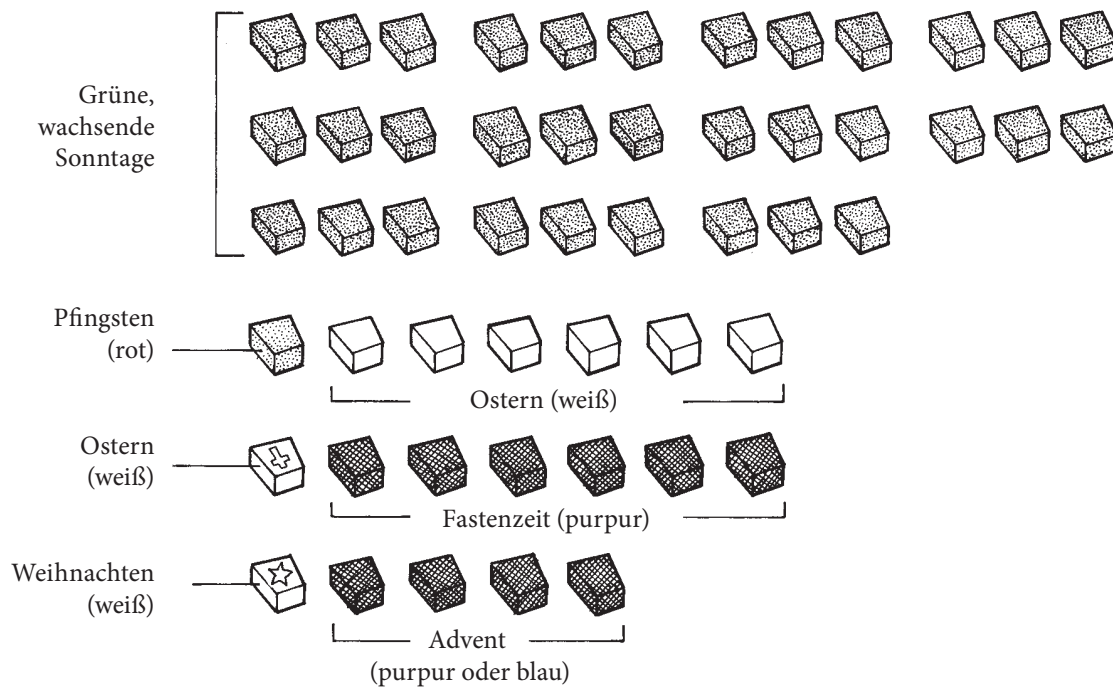 Grüne,
wachsende
Sonntage
Pfingsten
(rot)
Ostern (weiß)
Ostern
(weiß)
Fastenzeit (purpur)
Weihnachten
(weiß)
Advent
(purpur oder blau)